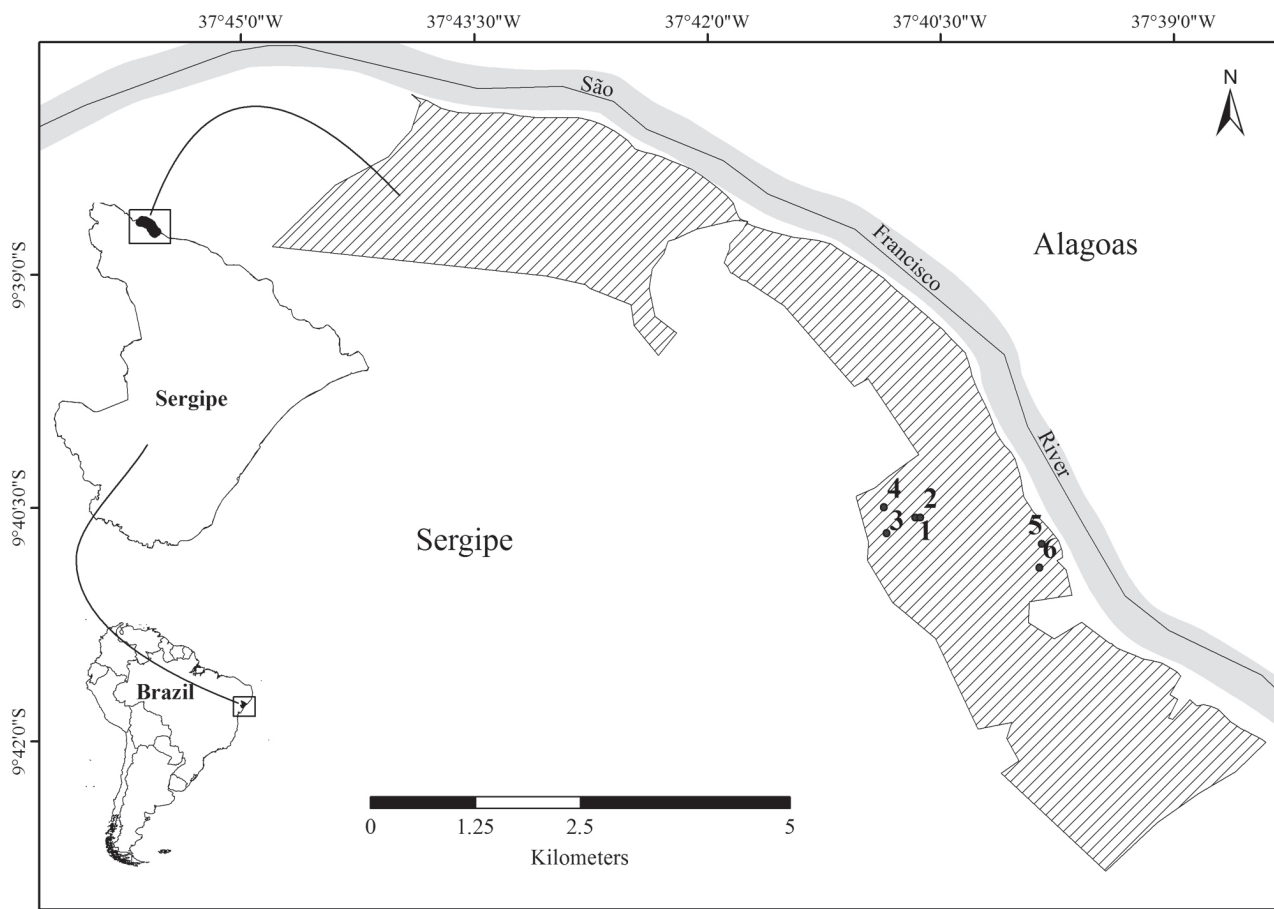 37°45'0"W
37°43'30"W
37°42'0"W
37°40'30"W
37°39'0"W
São
N
Francisco
Alagoas
9°39'0"S
Sergipe
River
4
2
9°40'30"S
3
1
5
Sergipe
6
Brazil
9°42'0"S
0
1.25
2.5
5
Kilometers